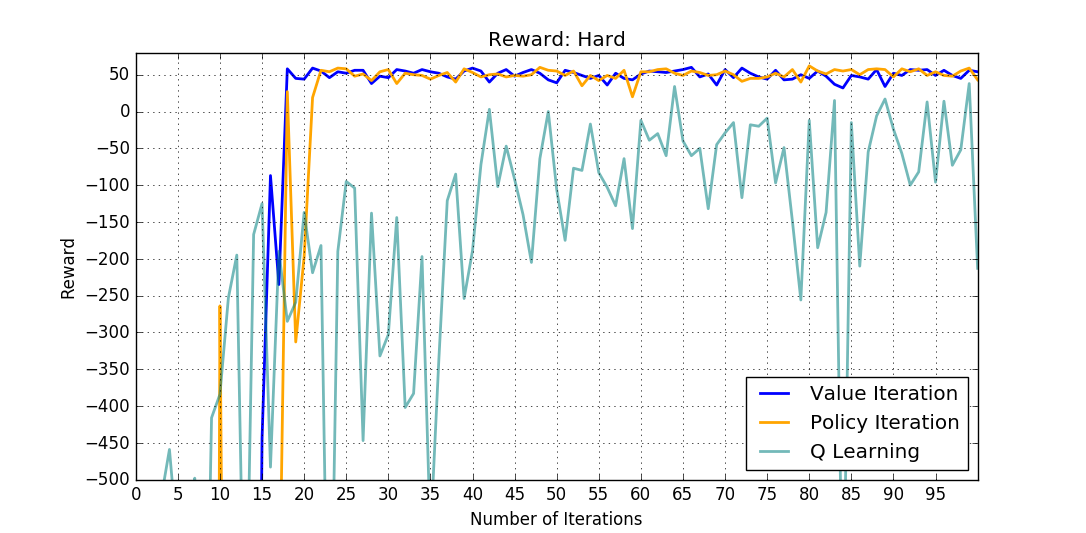 Reward: Hard
50
0
−50
−100
−150
−200
−250
−300
−350
−400
−450
−500
Reward
Value Iteration
Policy Iteration
Q Learning
0 5 10 15 20 25 30 35 40 45 50 55 60 65 70 75 80 85 90 95
Number of Iterations